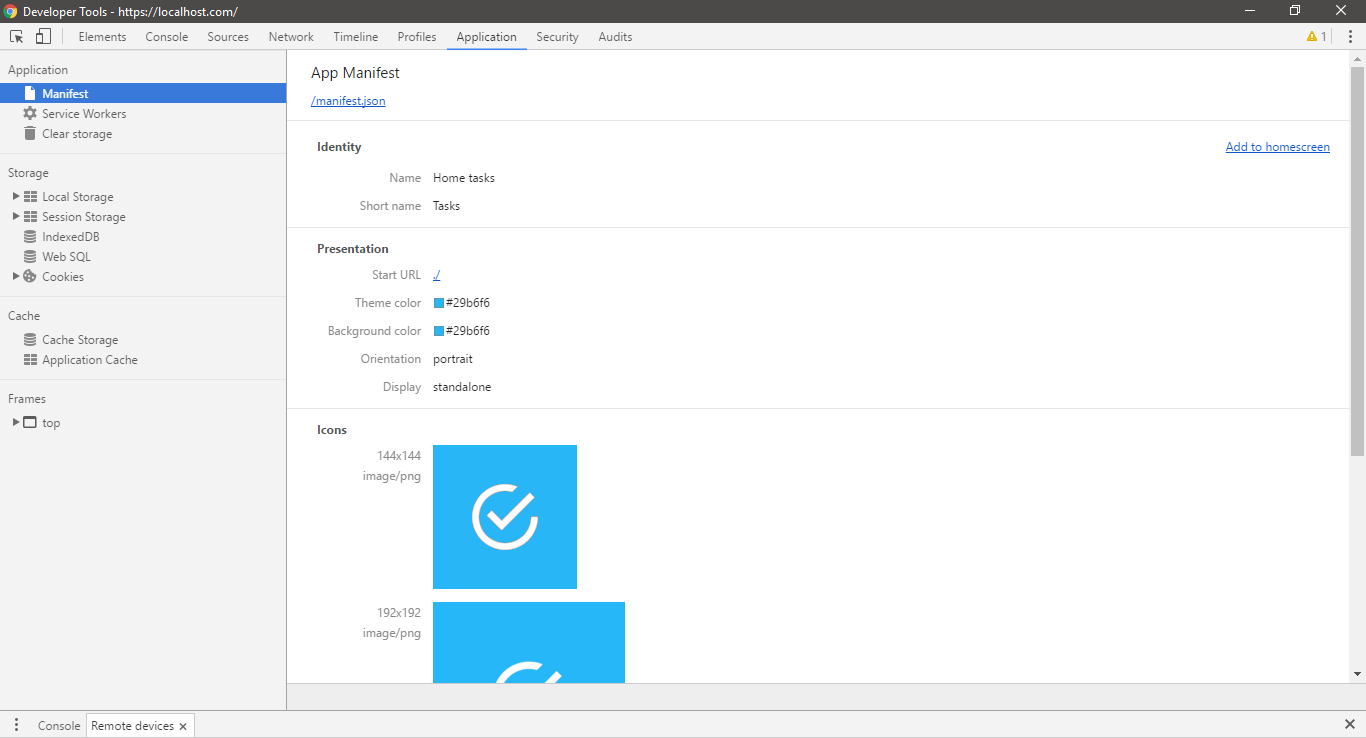 Developer Tools - https://localhost.com/
Elements Console Sources Network Timeline Profiles Application Security Audits 1
Application
Manifest
Service Workers
Clear storage
Storage
Local Storage
Session Storage
IndexedDB
Web SQL
Cookies
Cache
Cache Storage
Application Cache
Frames
top
App Manifest
/manifest.json
Identity Add to homescreen
Name Home tasks
Short name Tasks
Presentation
Start URL ./
Theme color #29b6f6
Background color #29b6f6
Orientation portrait
Display standalone
Icons
144x144
image/png
192x192
image/png
Console Remote devices